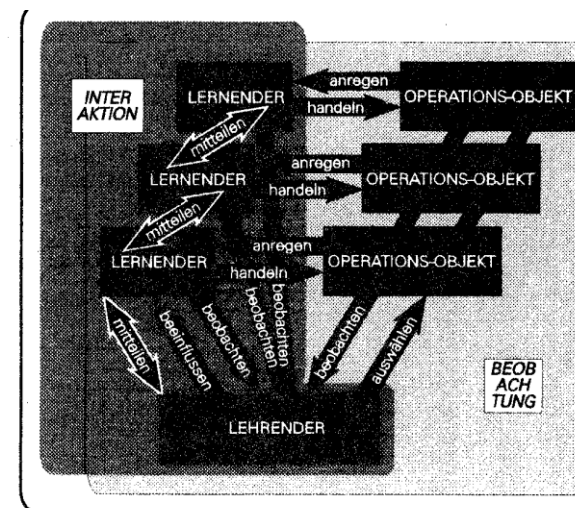 INTER
AKTION
LERNENDER
anregen
handeln
OPERATIONS-OBJEKT
mitteilen
LERNENDER
anregen
handeln
OPERATIONS-OBJEKT
mitteilen
LERNENDER
anregen
handeln
OPERATIONS-OBJEKT
mitteilen
beeinflussen
beobachten
beobachten
beobachten
beobachten
auswählen
BEOB
ACH
TUNG
LEHRENDER